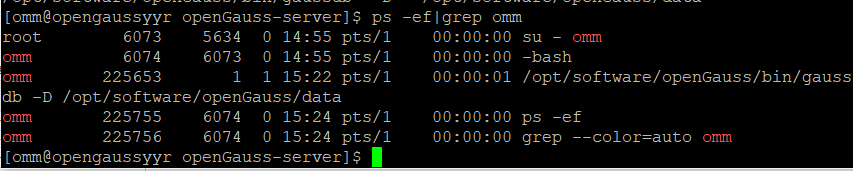 [omm@opengaussyyr openGauss-server]$ ps -ef|grep omm
root 6073 5634 0 14:55 pts/1 00:00:00 su - omm
omm 6074 6073 0 14:55 pts/1 00:00:00 -bash
omm 225653 1 1 15:22 pts/1 00:00:01 /opt/software/openGauss/bin/gauss
db -D /opt/software/openGauss/data
omm 225755 6074 0 15:24 pts/1 00:00:00 ps -ef
omm 225756 6074 0 15:24 pts/1 00:00:00 grep --color=auto omm
[omm@opengaussyyr openGauss-server]$